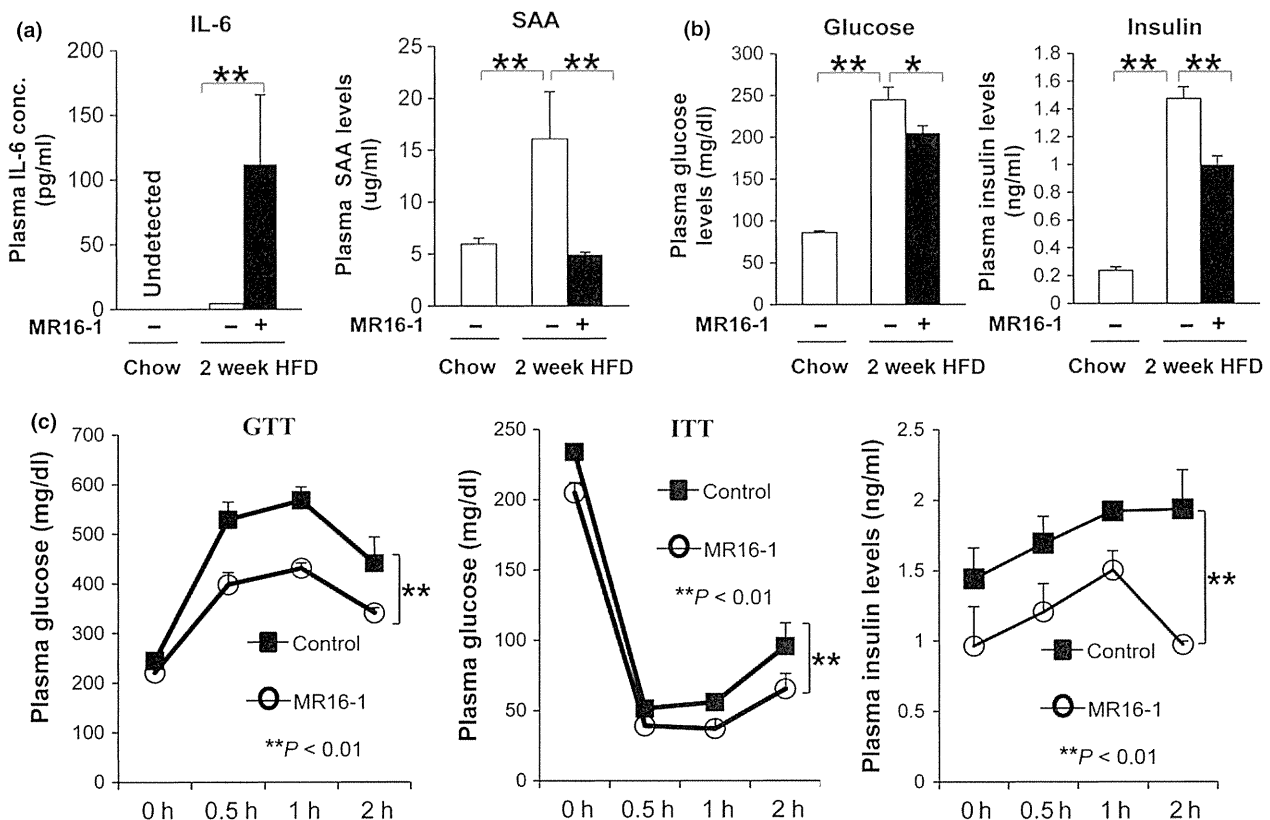 (a)
IL-6
Plasma IL-6 conc.
(pg/ml)
200
150
100
50
0
Undetected
**
MR16-1
–
–
+
Chow
2 week HFD
SAA
Plasma SAA levels
(ug/ml)
25
20
15
10
5
0
**
**
MR16-1
–
–
+
Chow
2 week HFD
(b)
Glucose
Plasma glucose
levels (mg/dl)
300
250
200
150
100
50
0
**
*
MR16-1
–
–
+
Chow
2 week HFD
Insulin
Plasma insulin levels
(ng/ml)
1.8
1.6
1.4
1.2
1
0.8
0.6
0.4
0.2
0
**
**
MR16-1
–
–
+
Chow
2 week HFD
(c)
GTT
Plasma glucose (mg/dl)
700
600
500
400
300
200
100
0
**
Control
MR16-1
**P < 0.01
0 h 0.5 h 1 h 2 h
ITT
Plasma glucose (mg/dl)
250
200
150
100
50
0
Control
MR16-1
**P < 0.01
**
0 h 0.5 h 1 h 2 h
Plasma insulin levels (ng/ml)
2.5
2
1.5
1
0.5
0
**
Control
MR16-1
**P < 0.01
0 h 0.5 h 1 h 2 h